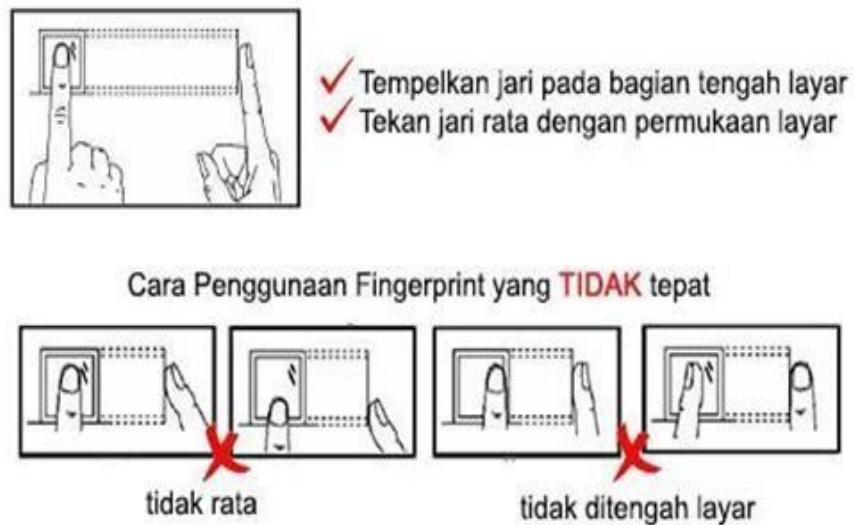 Tempelkan jari pada bagian tengah layar
Tekan jari rata dengan permukaan layar
Cara Penggunaan Fingerprint yang TIDAK tepat
tidak rata
tidak ditengah layar